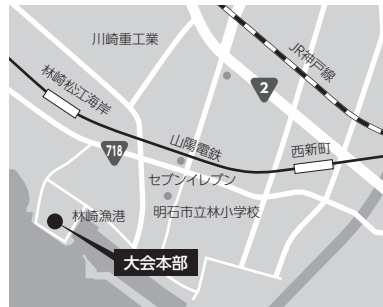 川崎重工業
JR神戸線
林崎松江海岸
2
718
山陽電鉄
西新町
セブンイレブン
林崎漁港
明石市立林小学校
大会本部